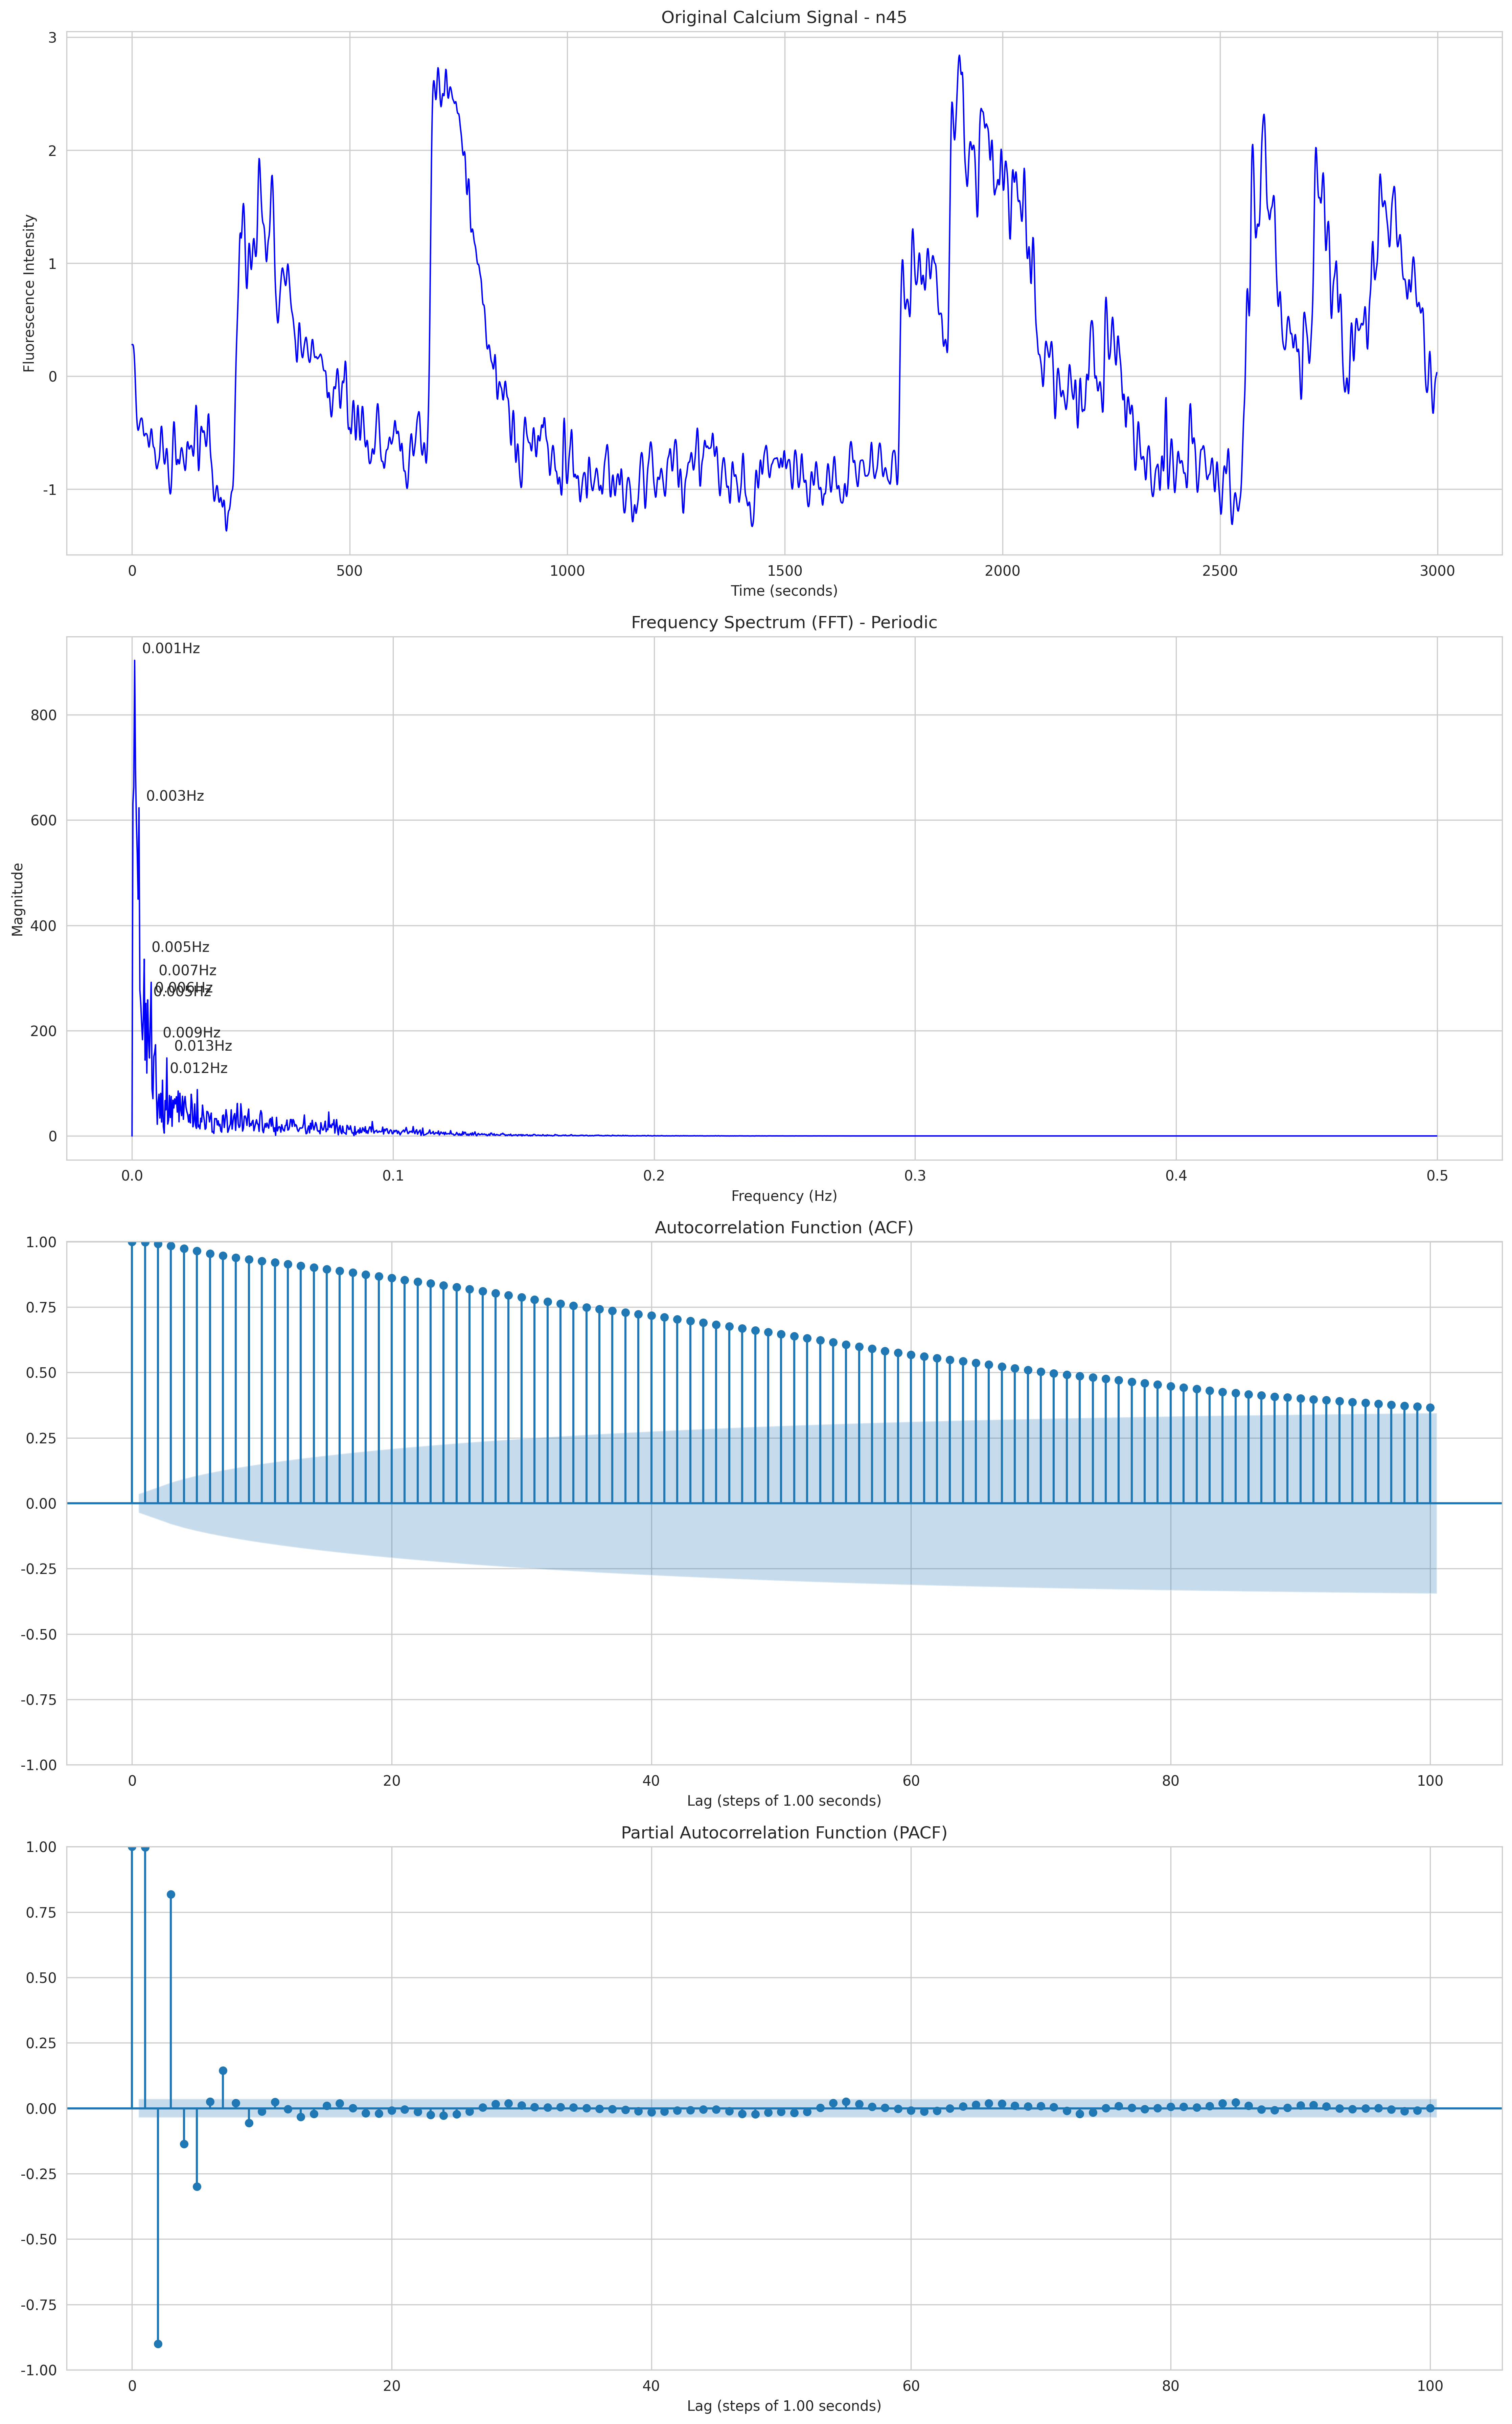 Original Calcium Signal - n45
3
2
1
0
-1
Fluorescence Intensity
0 500 1000 1500 2000 2500 3000
Time (seconds)
Frequency Spectrum (FFT) - Periodic
0.001Hz
0.003Hz
0.005Hz
0.007Hz
0.006Hz
0.005Hz
0.009Hz
0.013Hz
0.012Hz
800
600
400
200
0
Magnitude
0.0 0.1 0.2 0.3 0.4 0.5
Frequency (Hz)
Autocorrelation Function (ACF)
1.00
0.75
0.50
0.25
0.00
-0.25
-0.50
-0.75
-1.00
0 20 40 60 80 100
Lag (steps of 1.00 seconds)
Partial Autocorrelation Function (PACF)
1.00
0.75
0.50
0.25
0.00
-0.25
-0.50
-0.75
-1.00
0 20 40 60 80 100
Lag (steps of 1.00 seconds)